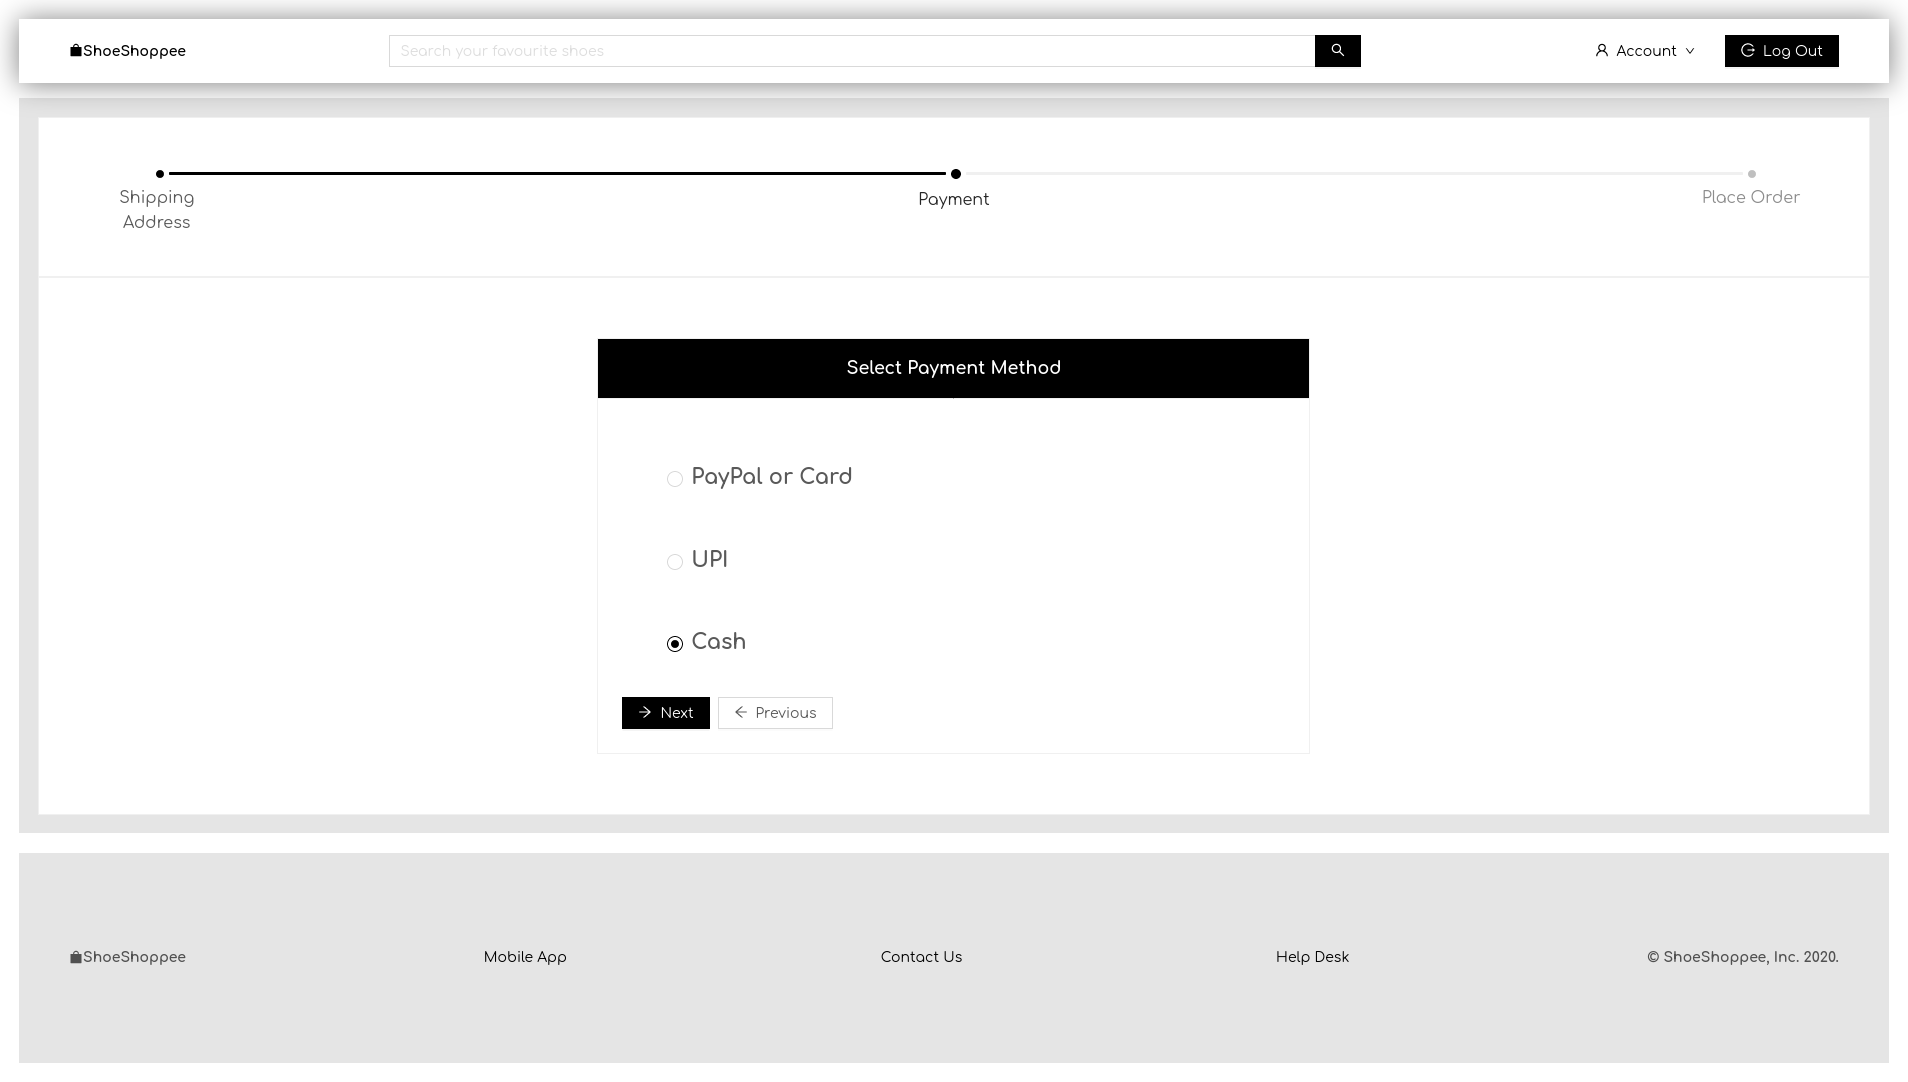 ShoeShoppee
Search your favourite shoes
Account
Log Out
Shipping
Address
Payment
Place Order
Select Payment Method
PayPal or Card
UPI
Cash
Next
Previous
ShoeShoppee
Mobile App
Contact Us
Help Desk
© ShoeShoppee, Inc. 2020.